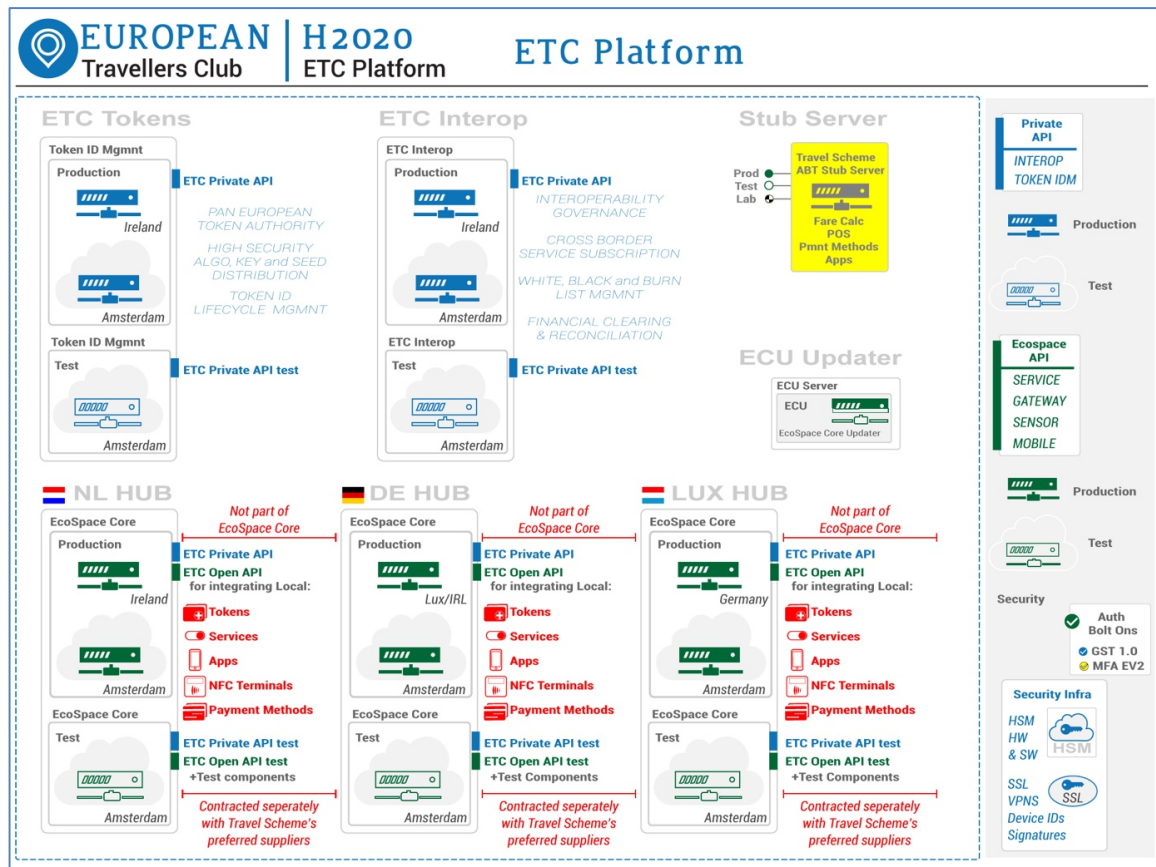 EUROPEAN
Travellers Club
H2020
ETC Platform
ETC Platform
ETC Tokens
Token ID Mgmnt
Production
Ireland
Amsterdam
ETC Private API
PAN EUROPEAN
TOKEN AUTHORITY
HIGH SECURITY
ALGO, KEY and SEED
DISTRIBUTION
TOKEN ID
LIFECYCLE MGMNT
Token ID Mgmnt
Test
Amsterdam
ETC Private API test
ETC Interop
ETC Interop
Production
Ireland
Amsterdam
ETC Private API
INTEROPERABILITY
GOVERNANCE
CROSS BORDER
SERVICE SUBSCRIPTION
WHITE, BLACK and BURN
LIST MGMNT
FINANCIAL CLEARING
& RECONCILIATION
ETC Interop
Test
Amsterdam
ETC Private API test
Stub Server
Prod
Test
Lab
Travel Scheme
ABT Stub Server
Fare Calc
POS
Pmnt Methods
Apps
ECU Updater
ECU Server
ECU
EcoSpace Core Updater
NL HUB
EcoSpace Core
Production
Ireland
Amsterdam
Not part of
EcoSpace Core
ETC Private API
ETC Open API
for integrating Local:
Tokens
Services
Apps
NFC Terminals
Payment Methods
EcoSpace Core
Test
Amsterdam
ETC Private API test
ETC Open API test
+Test components
Contracted seperately
with Travel Scheme's
preferred suppliers
DE HUB
EcoSpace Core
Production
Lux/IRL
Amsterdam
Not part of
EcoSpace Core
ETC Private API
ETC Open API
for integrating Local:
Tokens
Services
Apps
NFC Terminals
Payment Methods
EcoSpace Core
Test
Amsterdam
ETC Private API test
ETC Open API test
+Test Components
Contracted seperately
with Travel Scheme's
preferred suppliers
LUX HUB
EcoSpace Core
Production
Germany
Amsterdam
Not part of
EcoSpace Core
ETC Private API
ETC Open API
for integrating Local:
Tokens
Services
Apps
NFC Terminals
Payment Methods
EcoSpace Core
Test
Amsterdam
ETC Private API test
ETC Open API test
+Test Components
Contracted seperately
with Travel Scheme's
preferred suppliers
Private
API
INTEROP
TOKEN IDM
Production
Test
Ecospace
API
SERVICE
GATEWAY
SENSOR
MOBILE
Production
Test
Security
Auth
Bolt Ons
GST 1.0
MFA EV2
Security Infra
HSM
HW
& SW
HSM
SSL
VPNS
Device IDs
Signatures
SSL